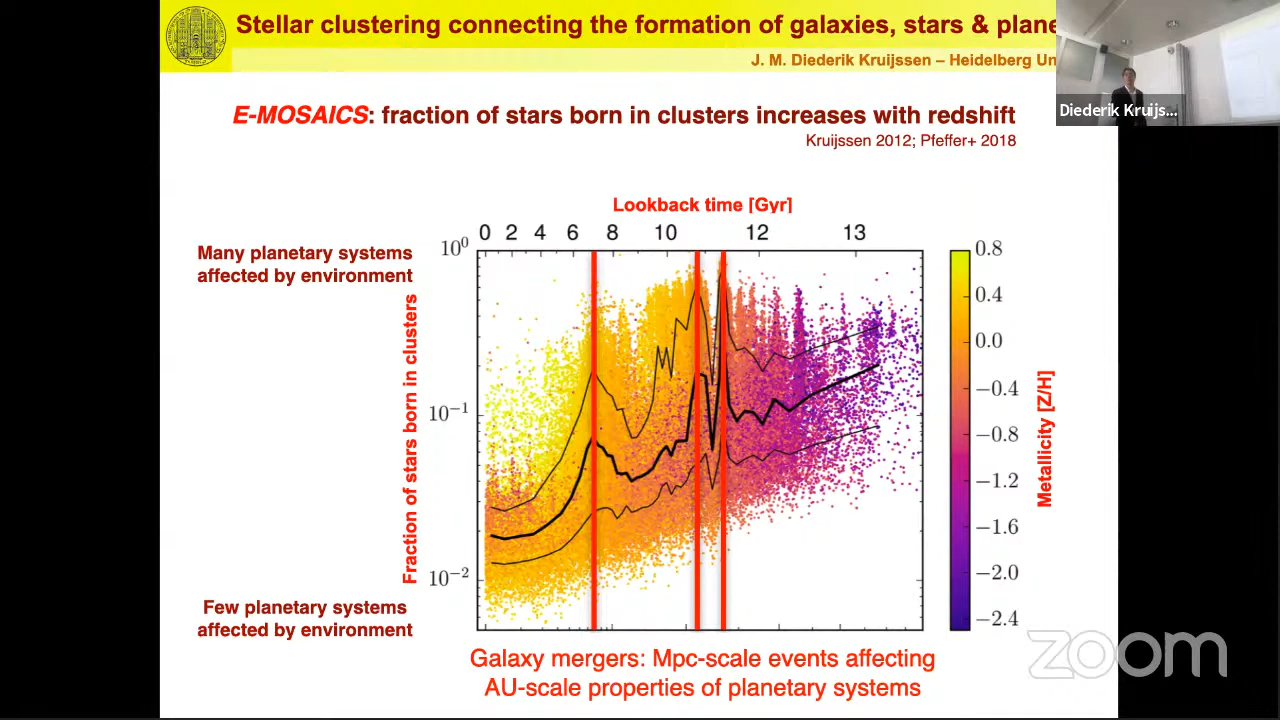 Stellar clustering connecting the formation of galaxies, stars & plane
J. M. Diederik Kruijssen – Heidelberg Un
Diederik Kruijs...
E-MOSAICS: fraction of stars born in clusters increases with redshift
Kruijssen 2012; Pfeffer+ 2018
Lookback time [Gyr]
0 2 4 6 8 10 12 13
Many planetary systems
affected by environment
Fraction of stars born in clusters
10^0
10^−1
10^−2
Few planetary systems
affected by environment
0.8
0.4
0.0
−0.4
−0.8
−1.2
−1.6
−2.0
−2.4
Metallicity [Z/H]
Galaxy mergers: Mpc-scale events affecting
AU-scale properties of planetary systems
zoom